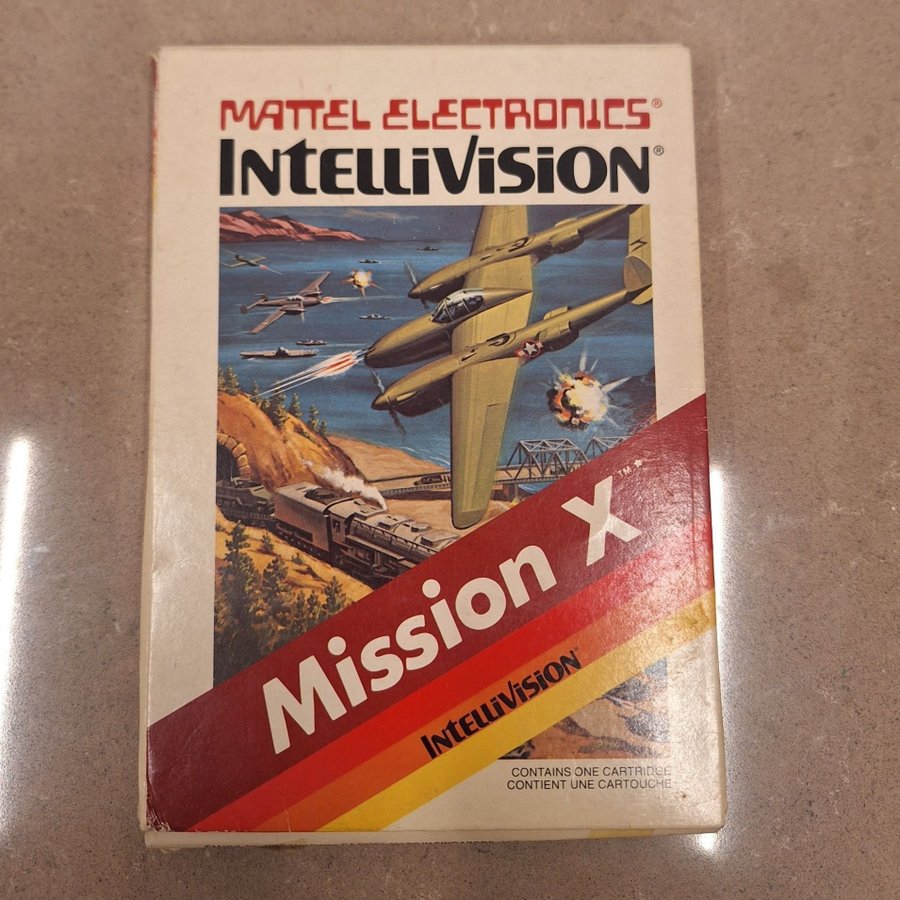 MATTEL ELECTRONICS®
INTELLIVISION®
Mission X™*
INTELLIVISION®
CONTAINS ONE CARTRIDGE
CONTIENT UNE CARTOUCHE